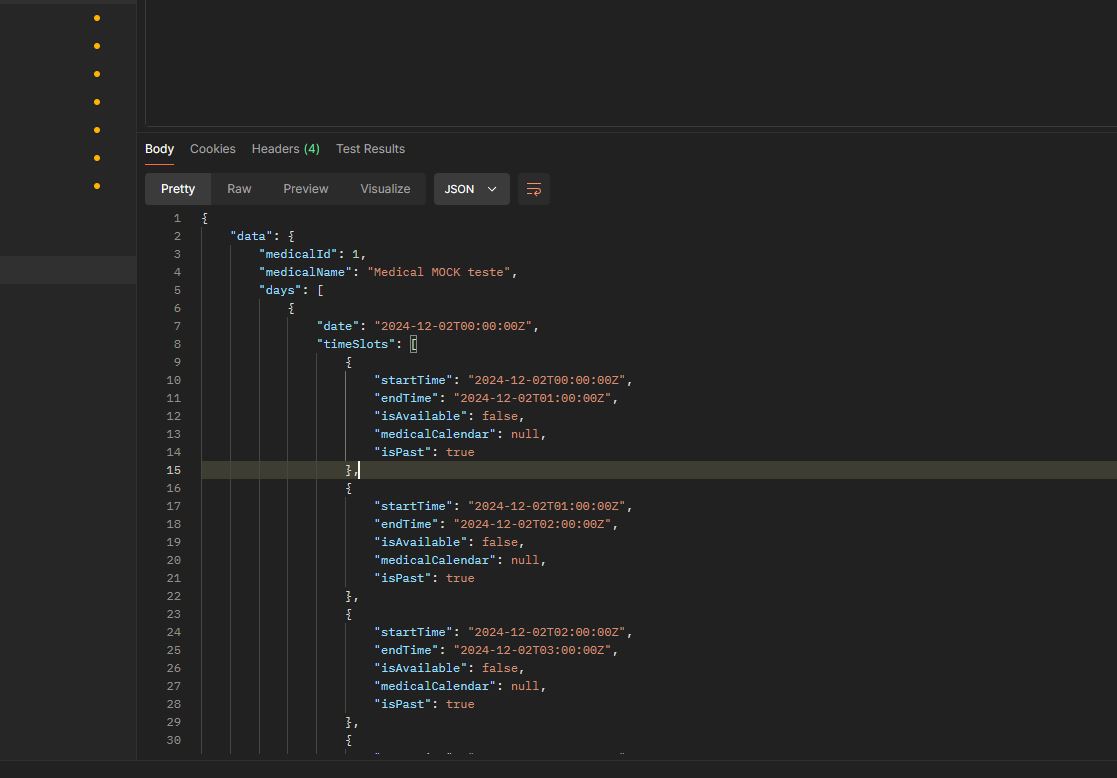 Body Cookies Headers (4) Test Results
Pretty Raw Preview Visualize JSON
1 {
2 "data": {
3 "medicalId": 1,
4 "medicalName": "Medical MOCK teste",
5 "days": [
6 {
7 "date": "2024-12-02T00:00:00Z",
8 "timeSlots": [
9 {
10 "startTime": "2024-12-02T00:00:00Z",
11 "endTime": "2024-12-02T01:00:00Z",
12 "isAvailable": false,
13 "medicalCalendar": null,
14 "isPast": true
15 },
16 {
17 "startTime": "2024-12-02T01:00:00Z",
18 "endTime": "2024-12-02T02:00:00Z",
19 "isAvailable": false,
20 "medicalCalendar": null,
21 "isPast": true
22 },
23 {
24 "startTime": "2024-12-02T02:00:00Z",
25 "endTime": "2024-12-02T03:00:00Z",
26 "isAvailable": false,
27 "medicalCalendar": null,
28 "isPast": true
29 },
30 {